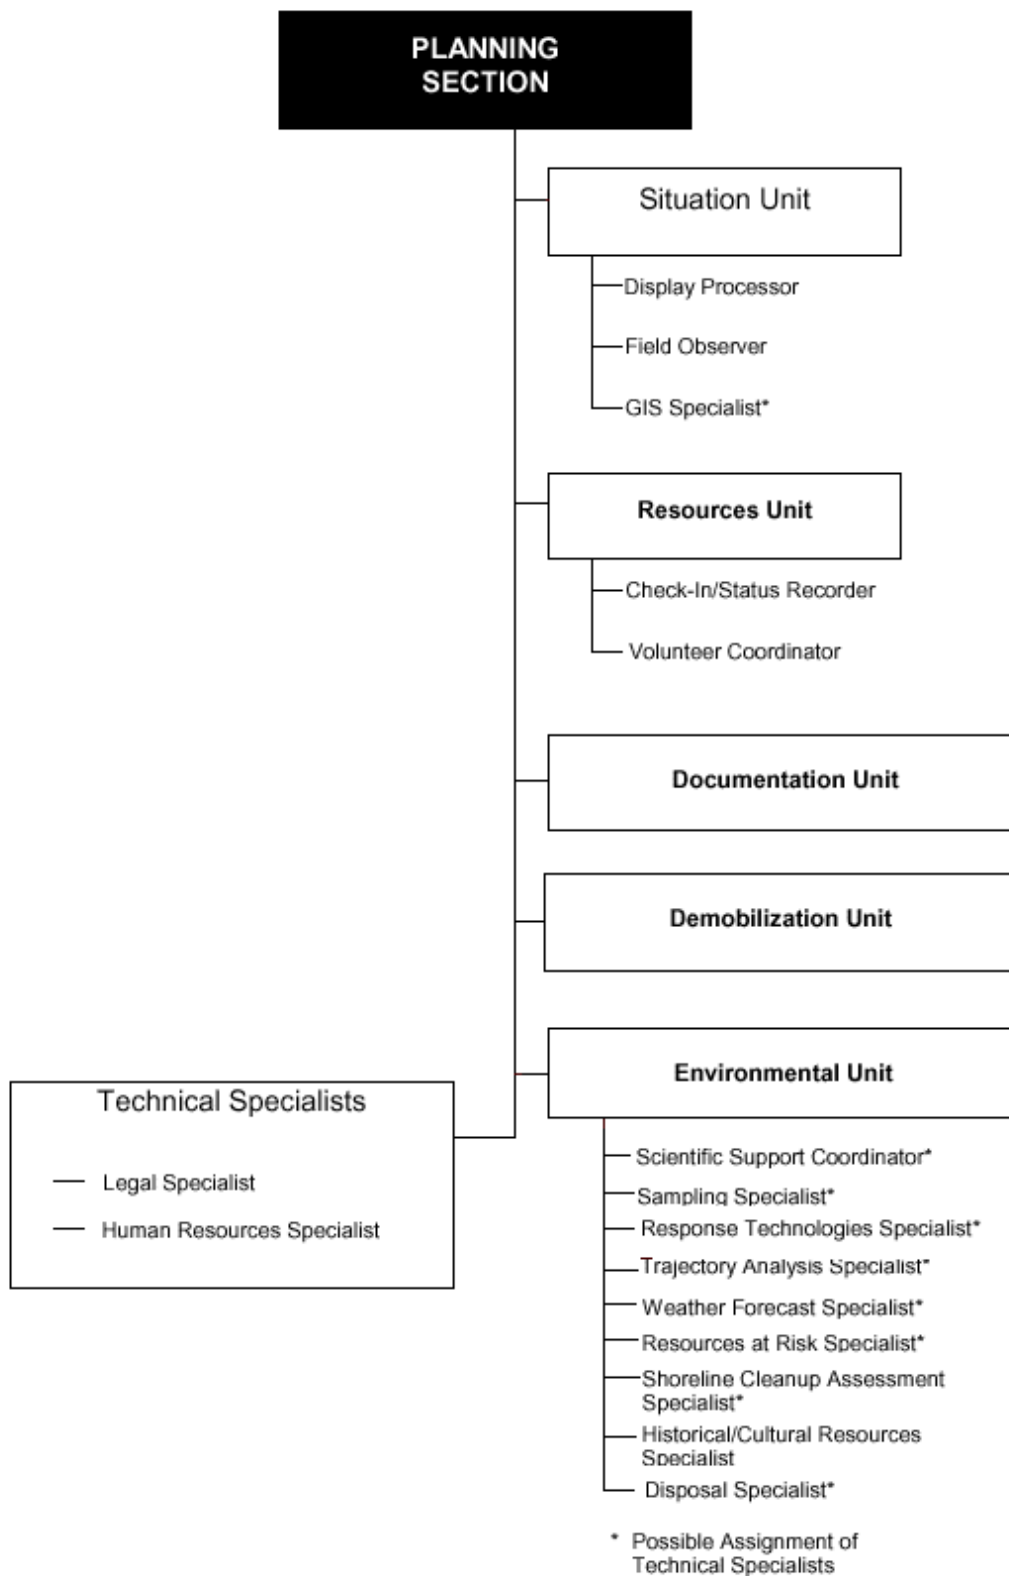 PLANNING
SECTION
Situation Unit
Display Processor
Field Observer
GIS Specialist*
Resources Unit
Check-In/Status Recorder
Volunteer Coordinator
Documentation Unit
Demobilization Unit
Environmental Unit
Technical Specialists
Legal Specialist
Human Resources Specialist
Scientific Support Coordinator*
Sampling Specialist*
Response Technologies Specialist*
Trajectory Analysis Specialist*
Weather Forecast Specialist*
Resources at Risk Specialist*
Shoreline Cleanup Assessment
Specialist*
Historical/Cultural Resources
Specialist
Disposal Specialist*
* Possible Assignment of
Technical Specialists